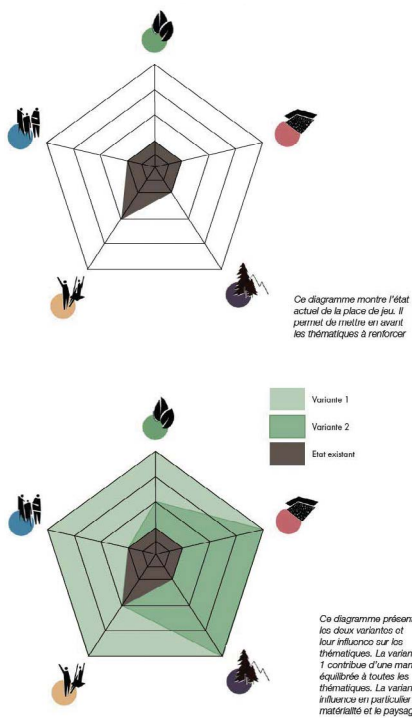 Ce diagramme montre l'état
actuel de la place de jeu. Il
permet de mettre en avant
les thématiques à renforcer
Variante 1
Variante 2
Etat existant
Ce diagramme présen
les deux variantes et
leur influence sur les
thématiques. La varian
1 contribue d'une man
équilibrée à toutes les
thématiques. La varian
influence en particulier
matérialité et le paysag